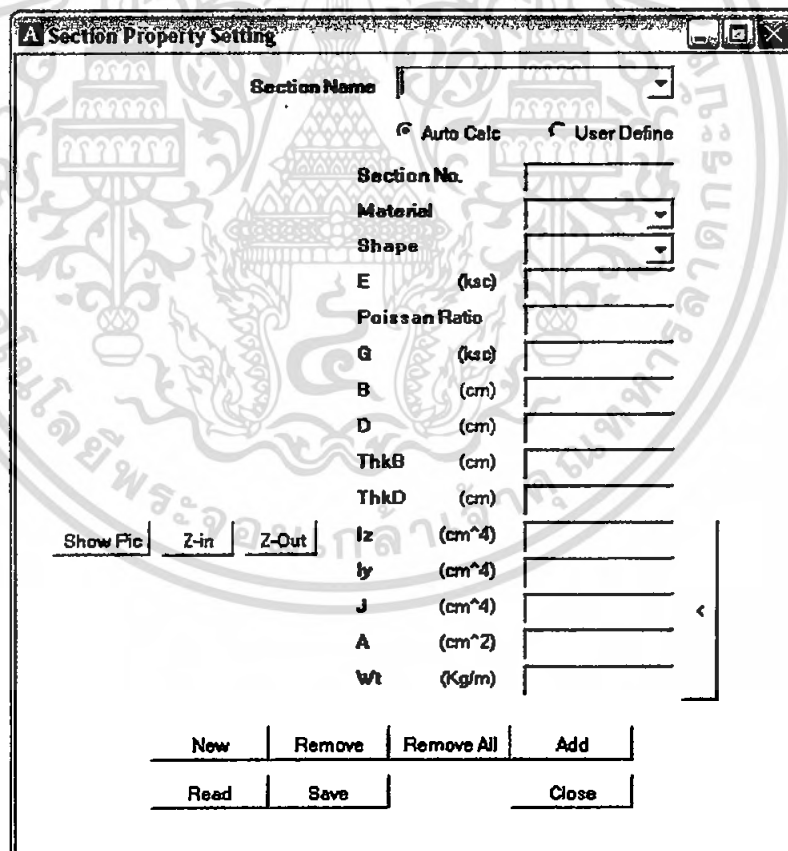 A Section Property Setting
Section Name
Auto Calc User Define
Section No.
Material
Shape
E (ksc)
Poissan Ratio
G (ksc)
B (cm)
D (cm)
ThkB (cm)
ThkD (cm)
Show Pic Z-in Z-Out
Iz (cm^4)
Iy (cm^4)
J (cm^4)
A (cm^2)
Wt (Kg/m)
<
New Remove Remove All Add
Read Save Close